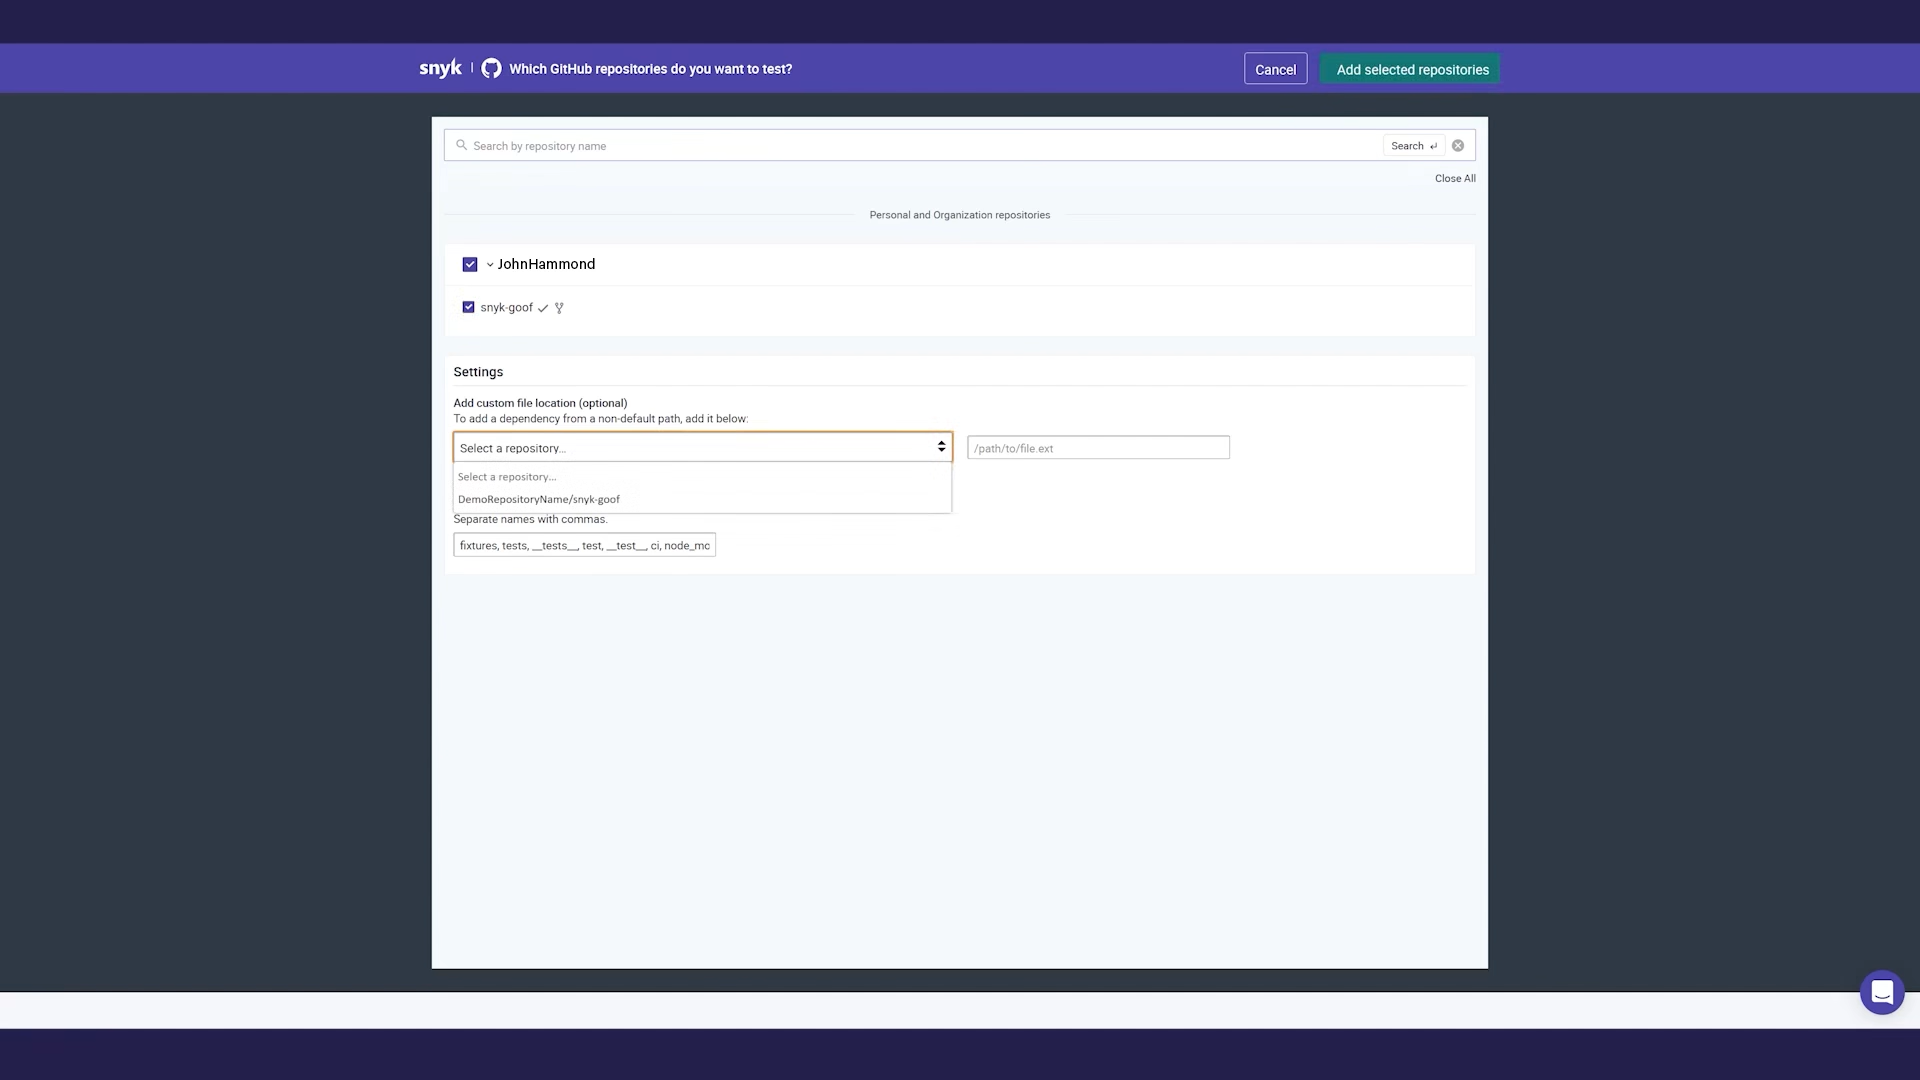 snyk | Which GitHub repositories do you want to test?
Cancel
Add selected repositories
Search by repository name
Search
Close All
Personal and Organization repositories
JohnHammond
snyk-goof
Settings
Add custom file location (optional)
To add a dependency from a non-default path, add it below:
Select a repository...
/path/to/file.ext
Select a repository...
DemoRepositoryName/snyk-goof
Separate names with commas.
fixtures, tests, __tests__, test, __test__, ci, node_mo